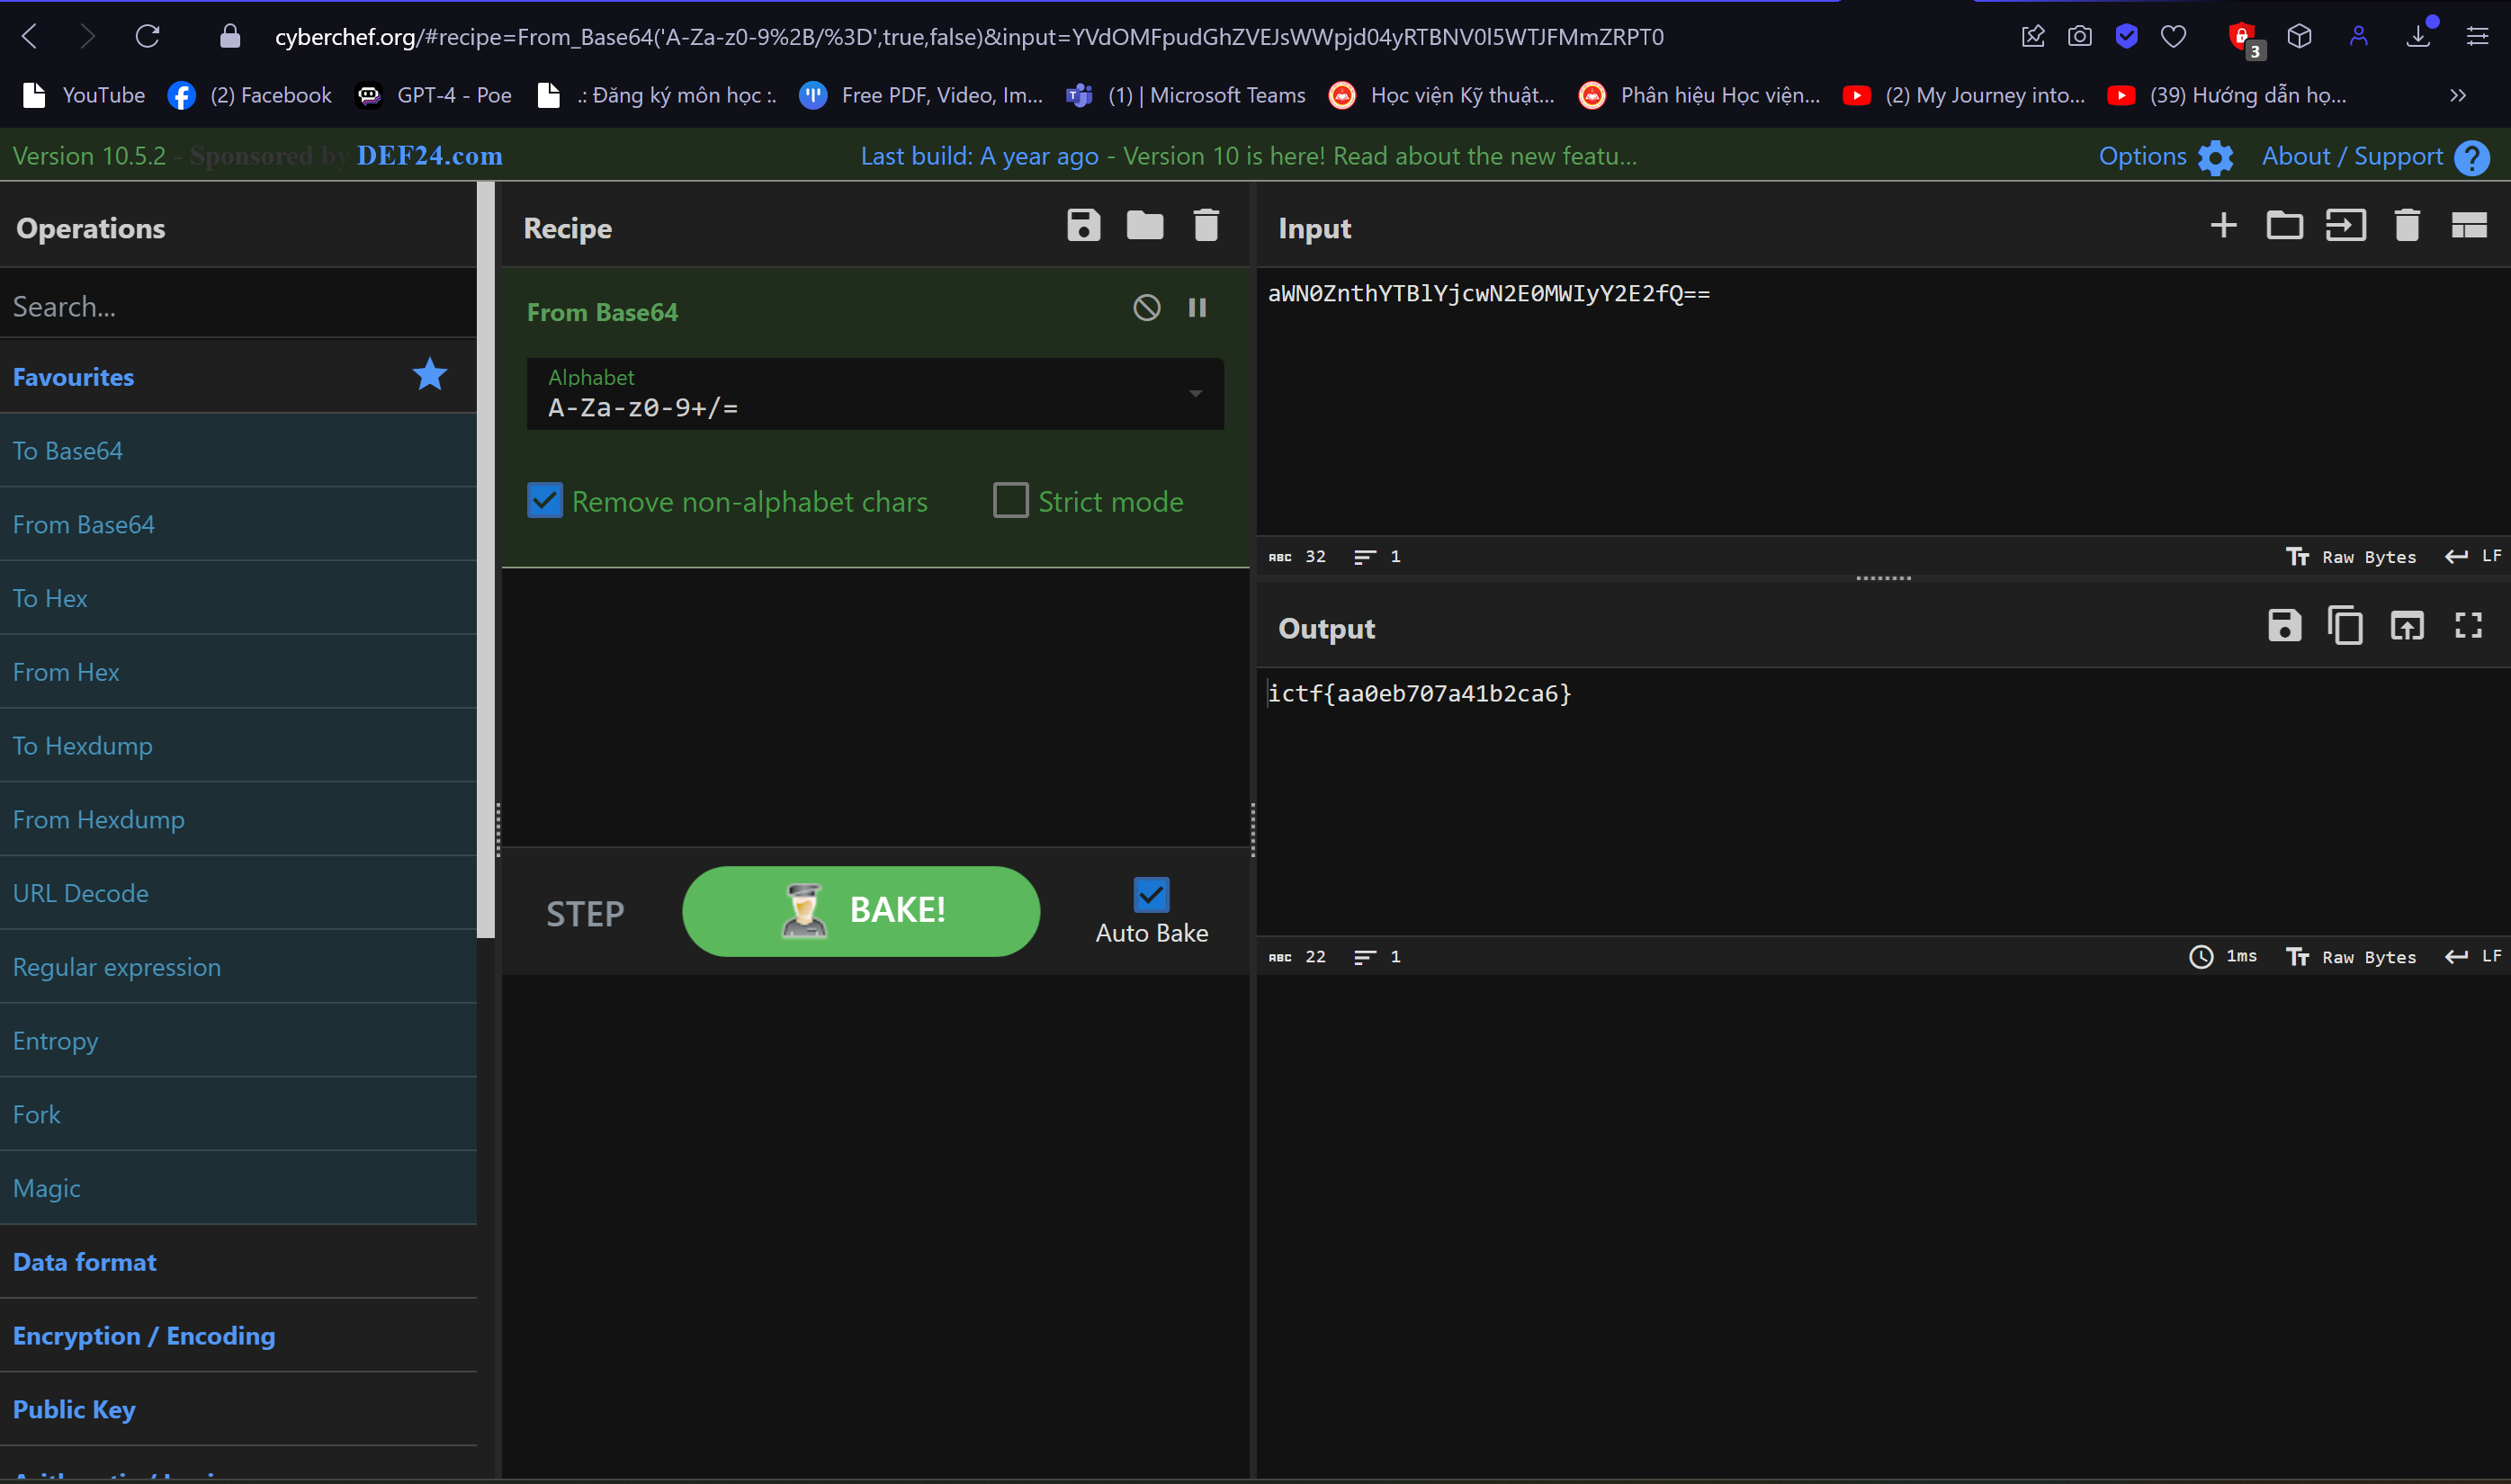 cyberchef.org/#recipe=From_Base64('A-Za-z0-9%2B/%3D',true,false)&input=YVdOMFpudGhZVEJsWWpjd04yRTBNV0l5WTJFMmZRPT0
3
YouTube (2) Facebook GPT-4 - Poe .: Đăng ký môn học :. Free PDF, Video, Im... (1) | Microsoft Teams Học viện Kỹ thuật... Phân hiệu Học viện... (2) My Journey into... (39) Hướng dẫn họ...
Version 10.5.2 - Sponsored by DEF24.com Last build: A year ago - Version 10 is here! Read about the new featu... Options About / Support
Operations
Search...
Favourites
To Base64
From Base64
To Hex
From Hex
To Hexdump
From Hexdump
URL Decode
Regular expression
Entropy
Fork
Magic
Data format
Encryption / Encoding
Public Key
Recipe
From Base64
Alphabet
A-Za-z0-9+/=
Remove non-alphabet chars Strict mode
STEP BAKE! Auto Bake
Input
aWN0ZnthYTBlYjcwN2E0MWIyY2E2fQ==
ABC 32 1 Raw Bytes LF
Output
ictf{aa0eb707a41b2ca6}
ABC 22 1 1ms Raw Bytes LF